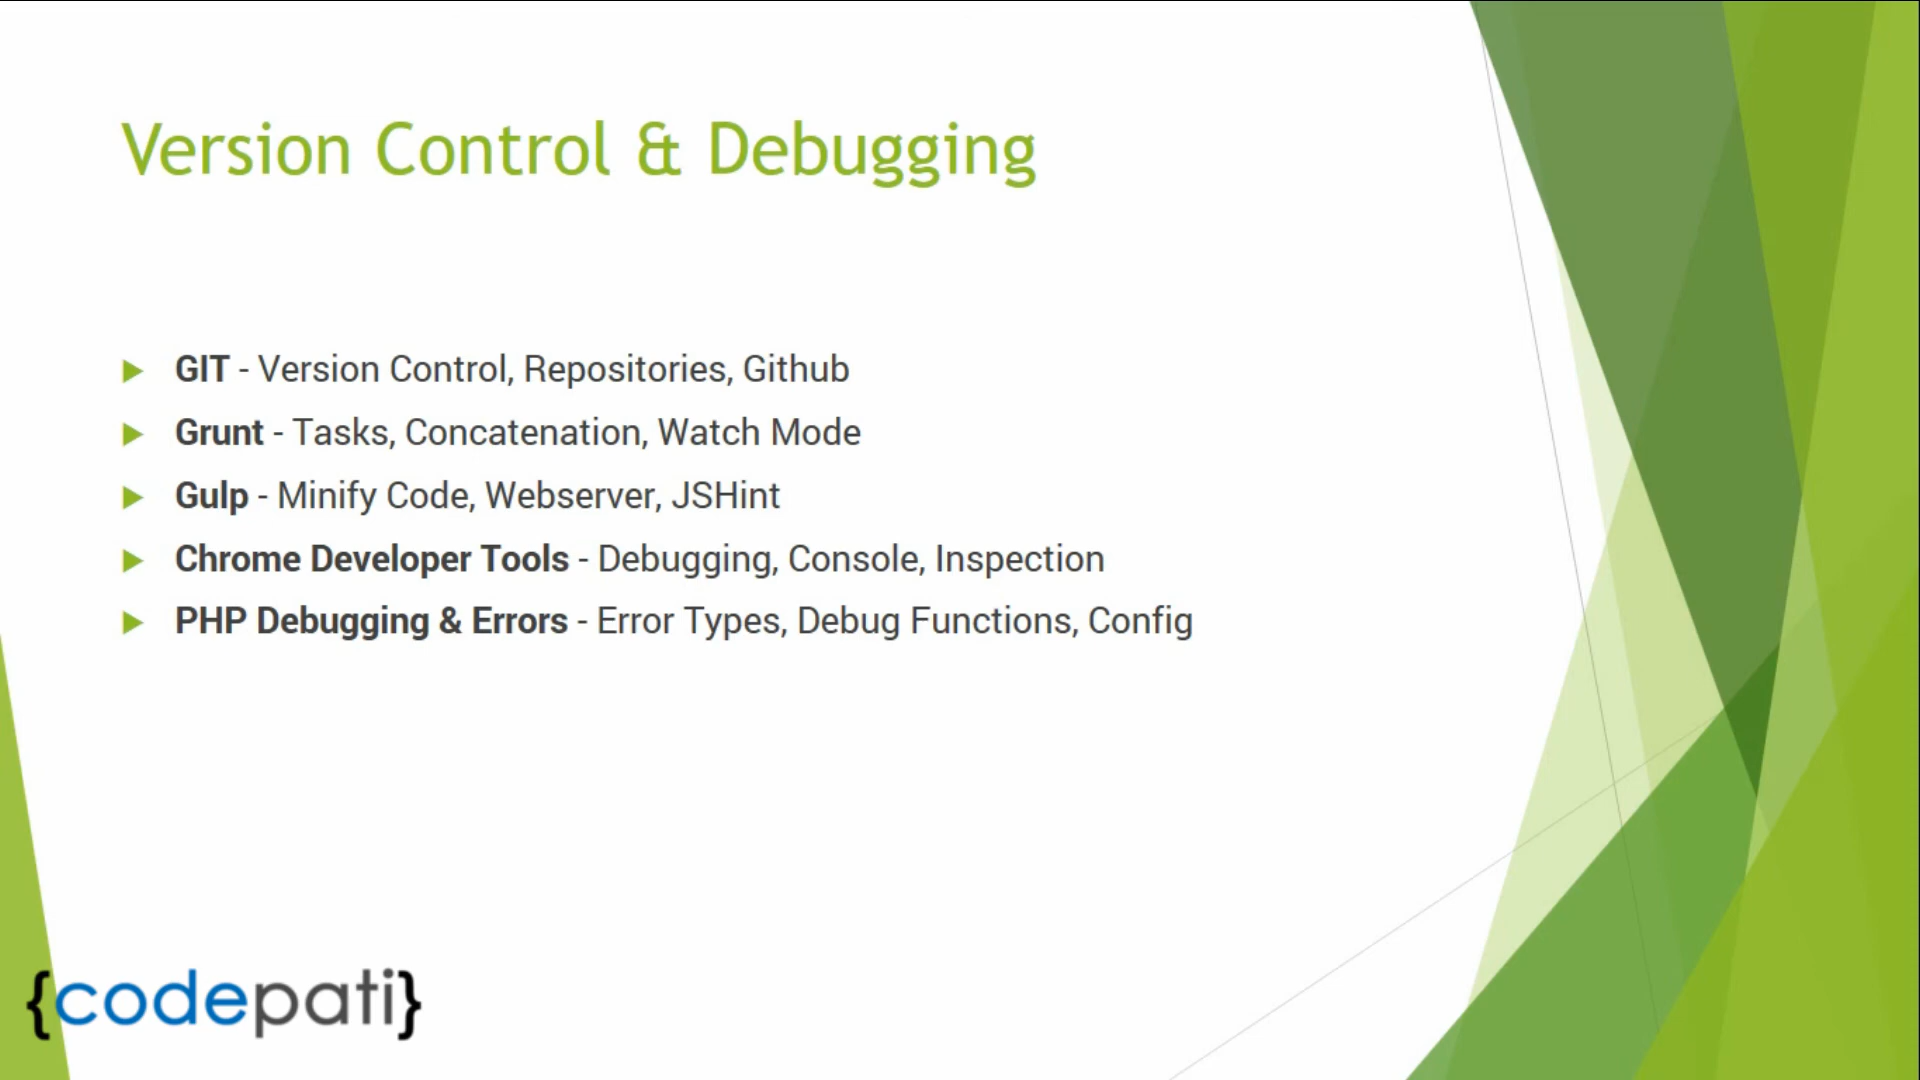 Version Control & Debugging
GIT - Version Control, Repositories, Github
Grunt - Tasks, Concatenation, Watch Mode
Gulp - Minify Code, Webserver, JSHint
Chrome Developer Tools - Debugging, Console, Inspection
PHP Debugging & Errors - Error Types, Debug Functions, Config
{codepati}